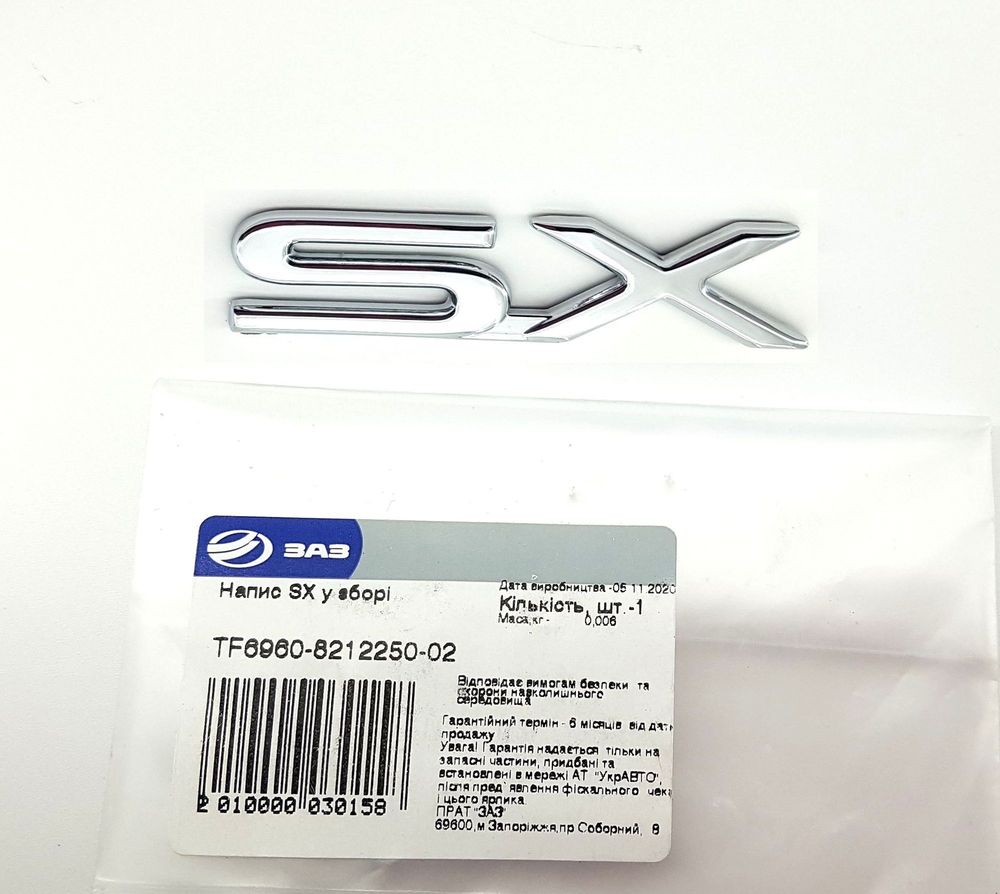 SX
ЗАЗ
Напис SX у зборі
Дата виробництва -05.11.2020
Кількість, шт.-1
Маса,кг- 0,006
TF6960-8212250-02
Відповідає вимогам безпеки та
охорони навколишнього
середовища
Гарантійний термін - 6 місяців від дати
продажу
Увага! Гарантія надається тільки на
запасні частини, придбані та
встановлені в мережі АТ "УкрАВТО",
після пред`явлення фіскального чека
і цього ярлика
ПРАТ "ЗАЗ"
69600,м Запоріжжя,пр Соборний, 8
2 010000 030158